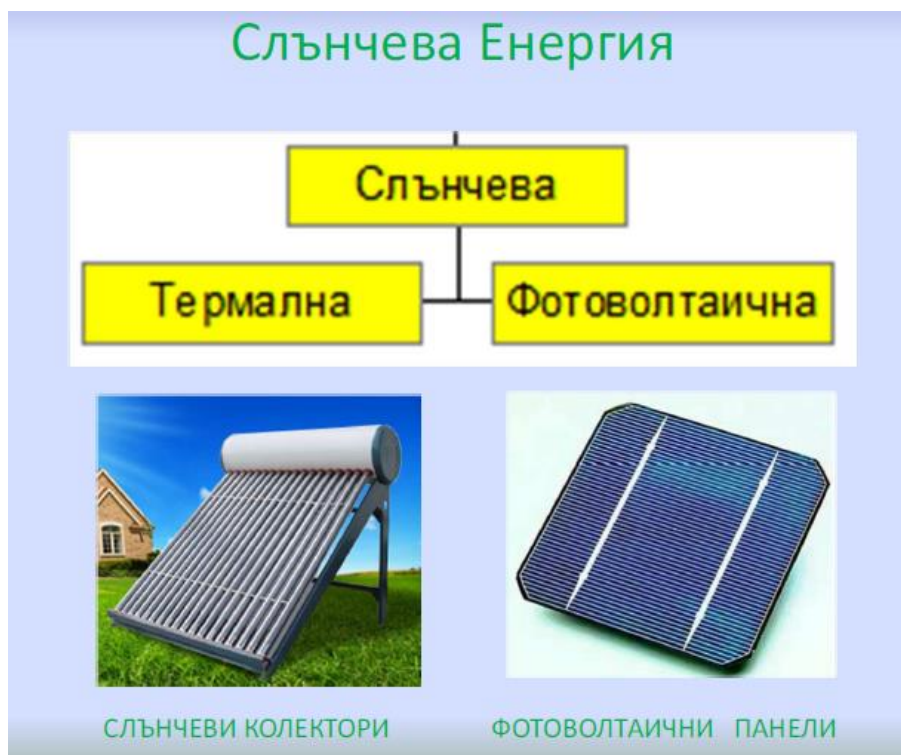 Слънчева Енергия
Слънчева
Термална
Фотоволтаична
СЛЪНЧЕВИ КОЛЕКТОРИ
ФОТОВОЛТАИЧНИ ПАНЕЛИ